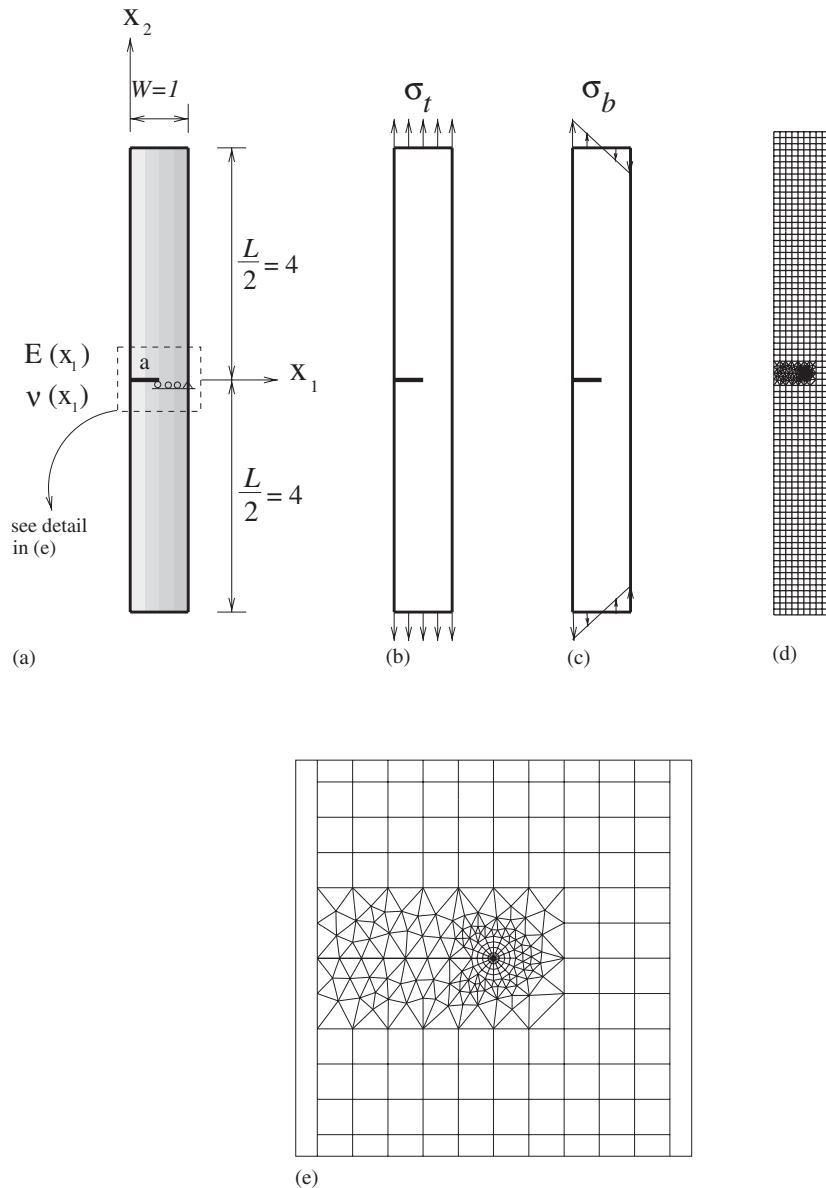 X2
W=1
L/2 = 4
E (x1)
ν (x1)
a
X1
L/2 = 4
see detail
in (e)
(a)
σt
(b)
σb
(c)
(d)
(e)